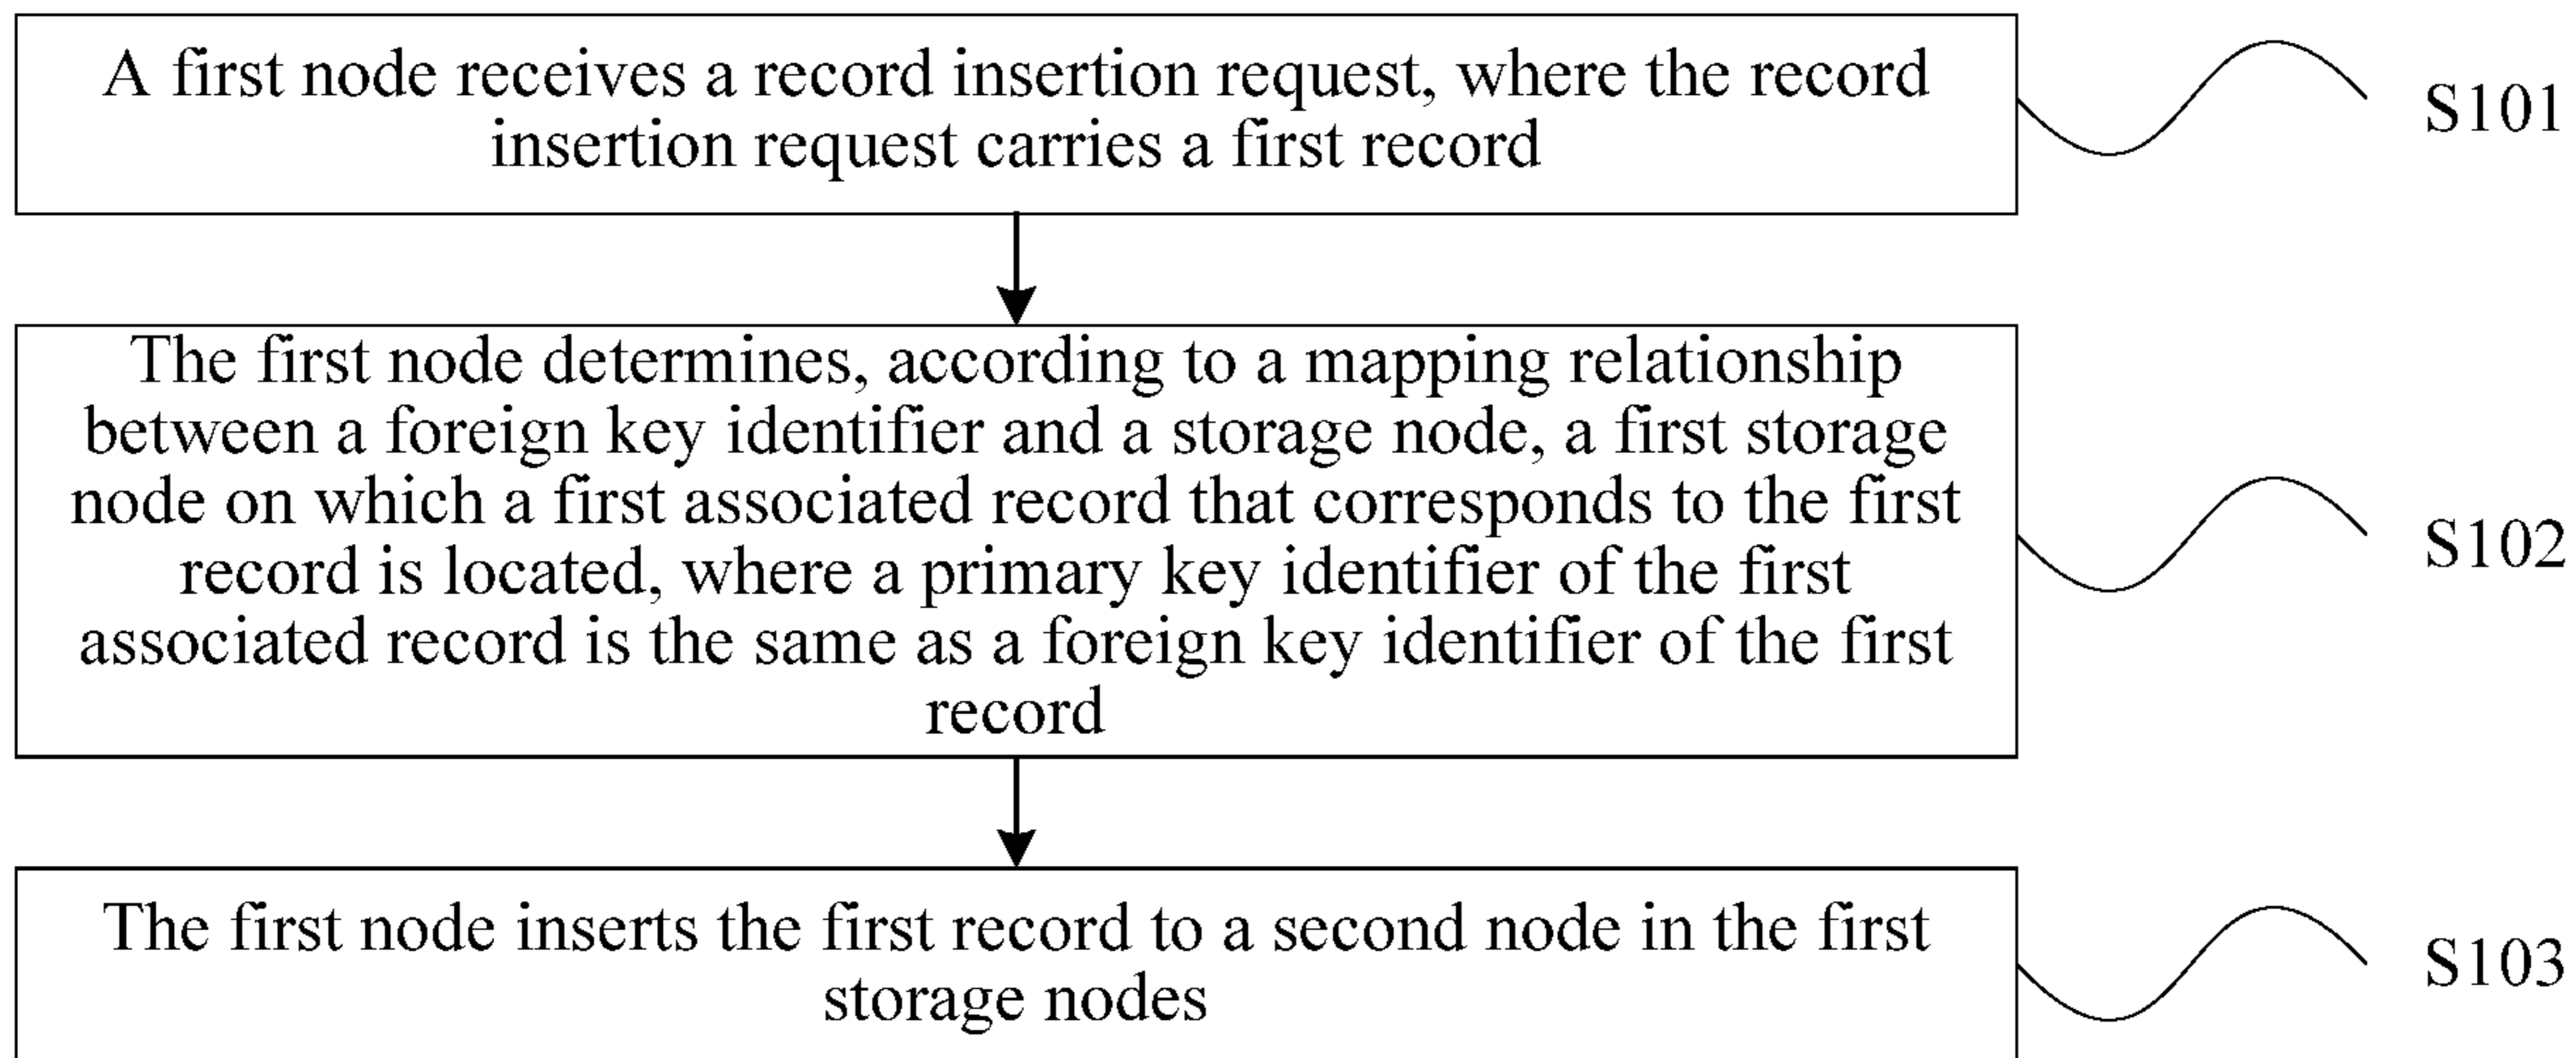 A first node receives a record insertion request, where the record
insertion request carries a first record
S101
The first node determines, according to a mapping relationship
between a foreign key identifier and a storage node, a first storage
node on which a first associated record that corresponds to the first
record is located, where a primary key identifier of the first
associated record is the same as a foreign key identifier of the first
record
S102
The first node inserts the first record to a second node in the first
storage nodes
S103